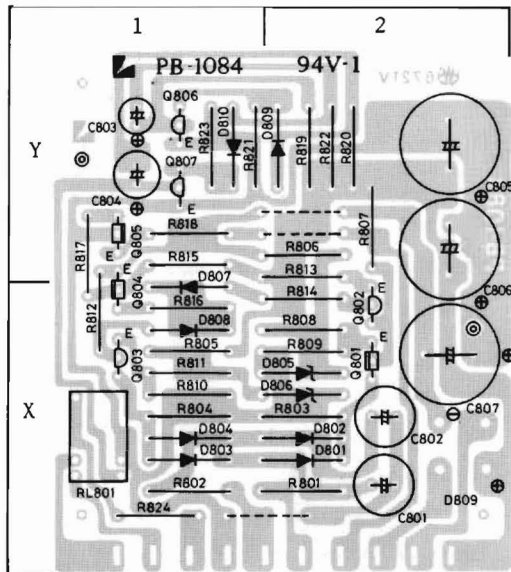 1 2
PB-1084 94V-1
6721V
Q806
C803
E
Q807
R823
D810
R821
D809
R819
R822
R820
Y
C805
C804
E
R818
R807
R817
Q805
R806
E
R815
R813
D807
C806
Q804
R814
R816
Q802
R812
D808
R808
E
E
R805
R809
Q803
Q801
R811
D805
D806
R810
C807
X
R804
R803
D804
D802
C802
D803
D801
RL801
R802
R801
D809
R824
C801